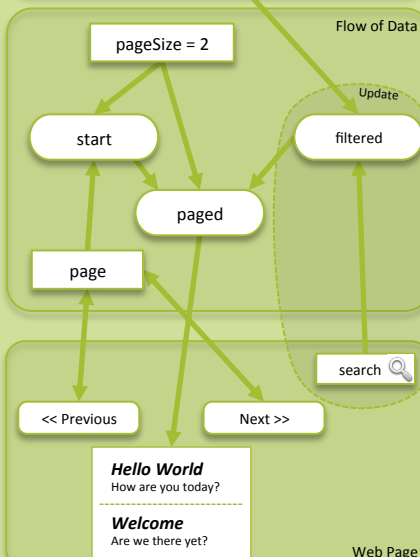 Flow of Data
pageSize = 2
Update
start
filtered
paged
page
search
<< Previous
Next >>
Hello World
How are you today?
Welcome
Are we there yet?
Web Page